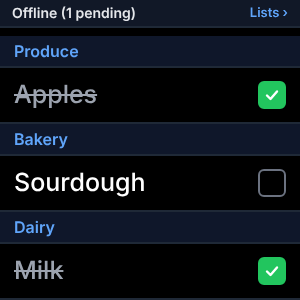 Offline (1 pending)
Lists ›
Produce
Apples
Bakery
Sourdough
Dairy
Milk